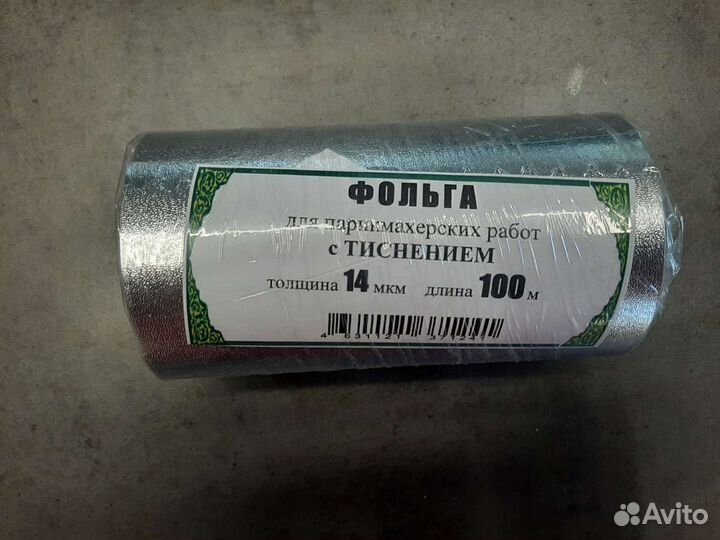 ФОЛЬГА
для парикмахерских работ
с ТИСНЕНИЕМ
толщина 14 мкм длина 100 м
Avito